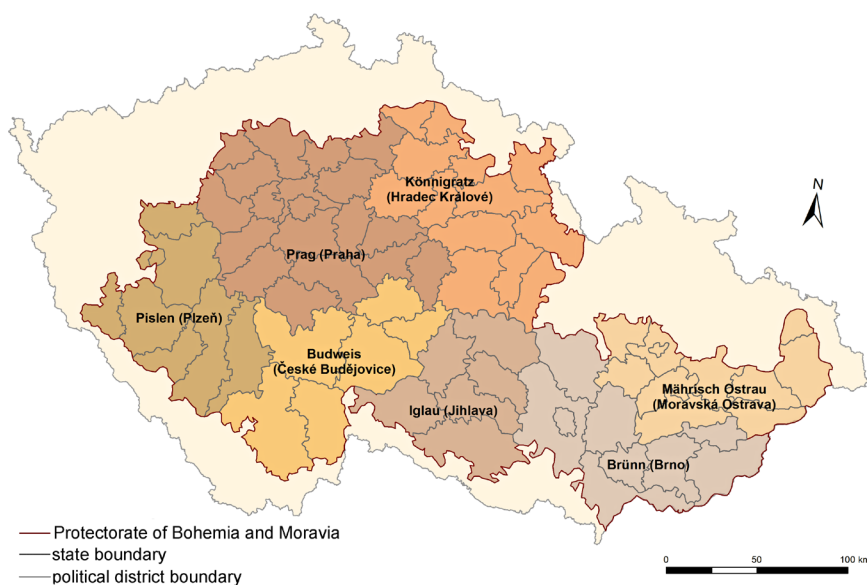 N
Könnigratz
(Hradec Králové)
Prag (Praha)
Pislen (Plzeň)
Budweis
(České Budějovice)
Mährisch Ostrau
(Moravská Ostrava)
Iglau (Jihlava)
Brünn (Brno)
Protectorate of Bohemia and Moravia
state boundary
political district boundary
0 50 100 km